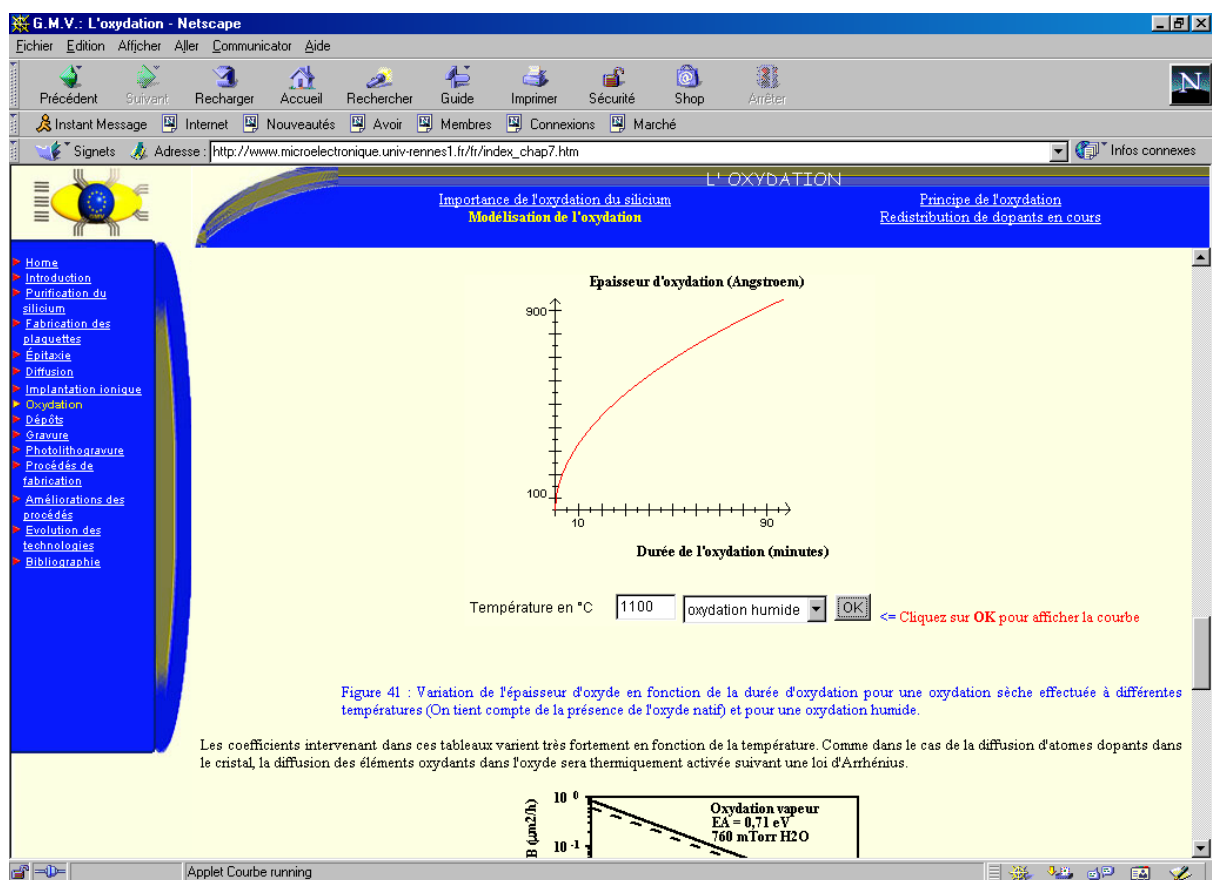 G.M.V.: L'oxydation - Netscape
Fichier Edition Afficher Aller Communicator Aide
Précédent Suivant Recharger Accueil Rechercher Guide Imprimer Sécurité Shop Arrêter
N
Instant Message Internet Nouveautés Avoir Membres Connexions Marché
Signets Adresse : http://www.microelectronique.univ-rennes1.fr/fr/index_chap7.htm Infos connexes
L' OXYDATION
Importance de l'oxydation du silicium Principe de l'oxydation
Modélisation de l'oxydation Redistribution de dopants en cours
Home
Introduction
Purification du
silicium
Fabrication des
plaquettes
Épitaxie
Diffusion
Implantation ionique
Oxydation
Dépôts
Gravure
Photolithogravure
Procédés de
fabrication
Améliorations des
procédés
Evolution des
technologies
Bibliographie
Epaisseur d'oxydation (Angstroem)
900
100
10 90
Durée de l'oxydation (minutes)
Température en °C 1100 oxydation humide OK <= Cliquez sur OK pour afficher la courbe
Figure 41 : Variation de l'épaisseur d'oxyde en fonction de la durée d'oxydation pour une oxydation sèche effectuée à différentes
températures (On tient compte de la présence de l'oxyde natif) et pour une oxydation humide.
Les coefficients intervenant dans ces tableaux varient très fortement en fonction de la température. Comme dans le cas de la diffusion d'atomes dopants dans
le cristal, la diffusion des éléments oxydants dans l'oxyde sera thermiquement activée suivant une loi d'Arrhénius.
10 0
Oxydation vapeur
EA = 0,71 eV
760 mTorr H2O
B (µm2/h)
10 -1
Applet Courbe running